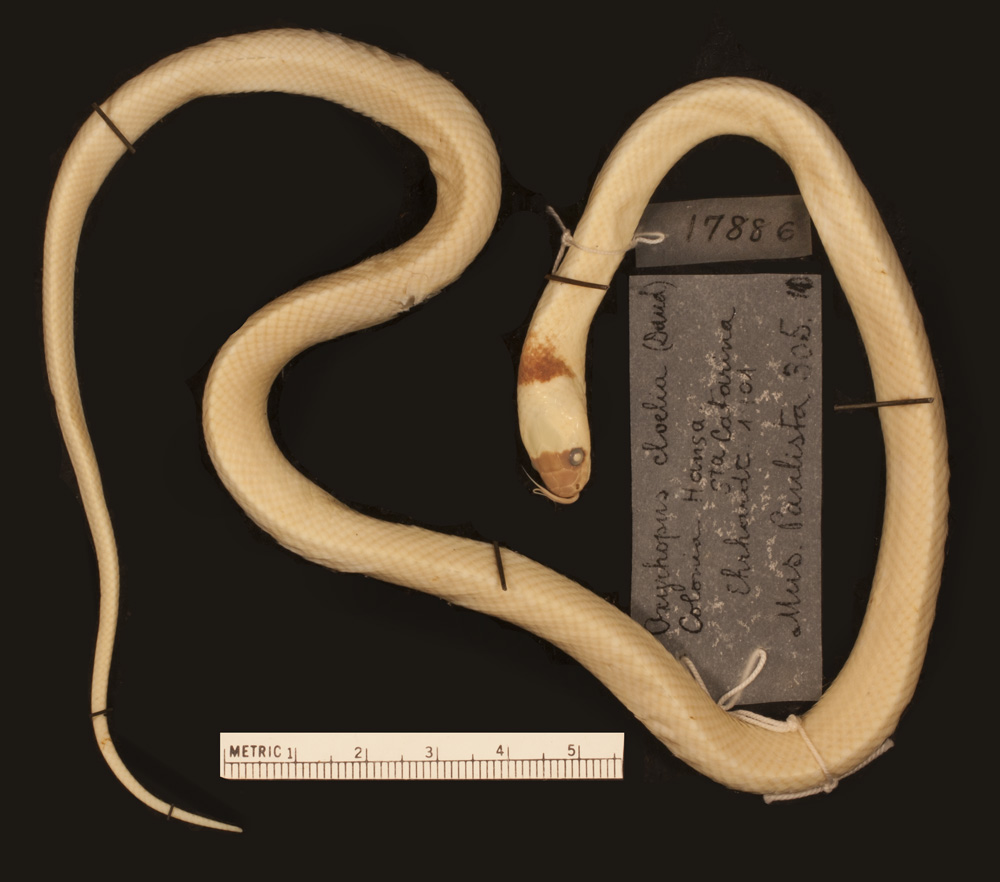 17886
Oxyrhopus cloelia (Daud)
Colonia Hansa
Sta Catarina
Ehrhardt 1.01
Mus. Paulista 305.
METRIC 1 2 3 4 5